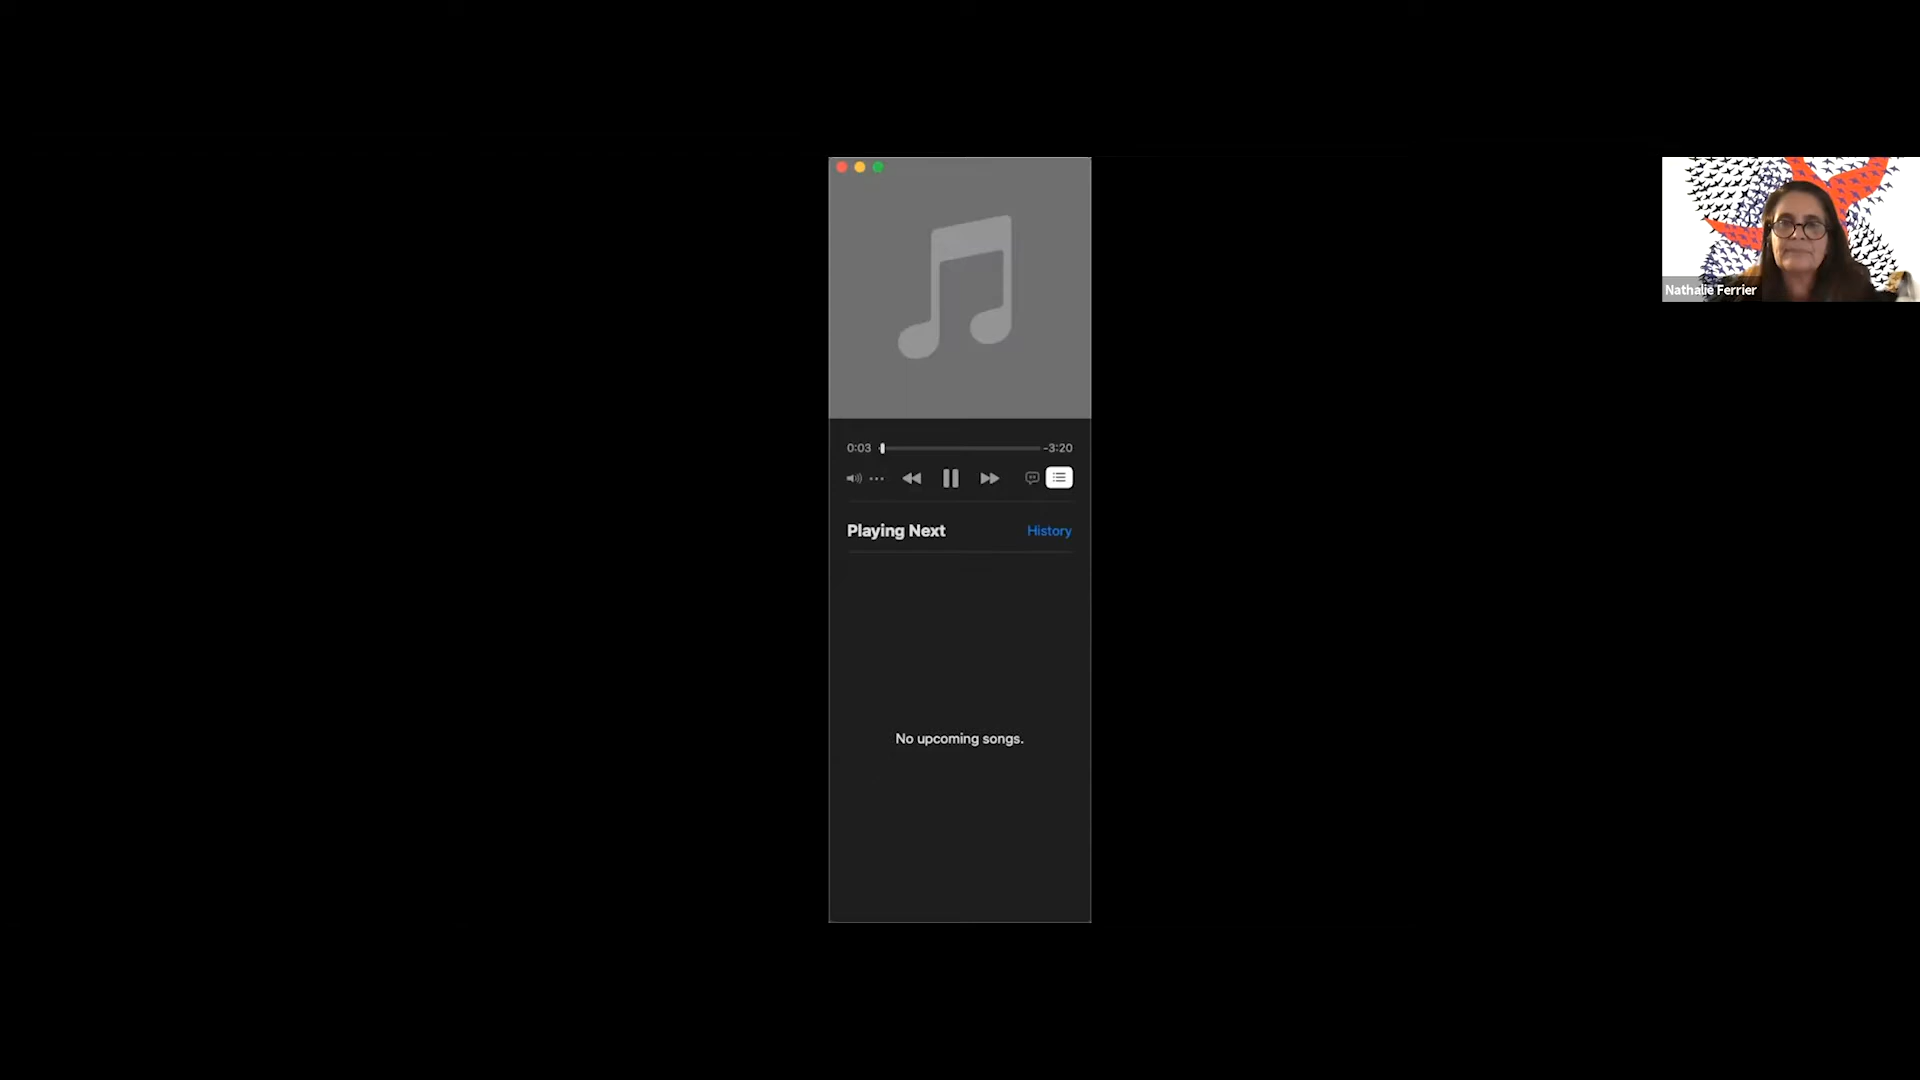 Nathalie Ferrier
0:03 -3:20
Playing Next History
No upcoming songs.